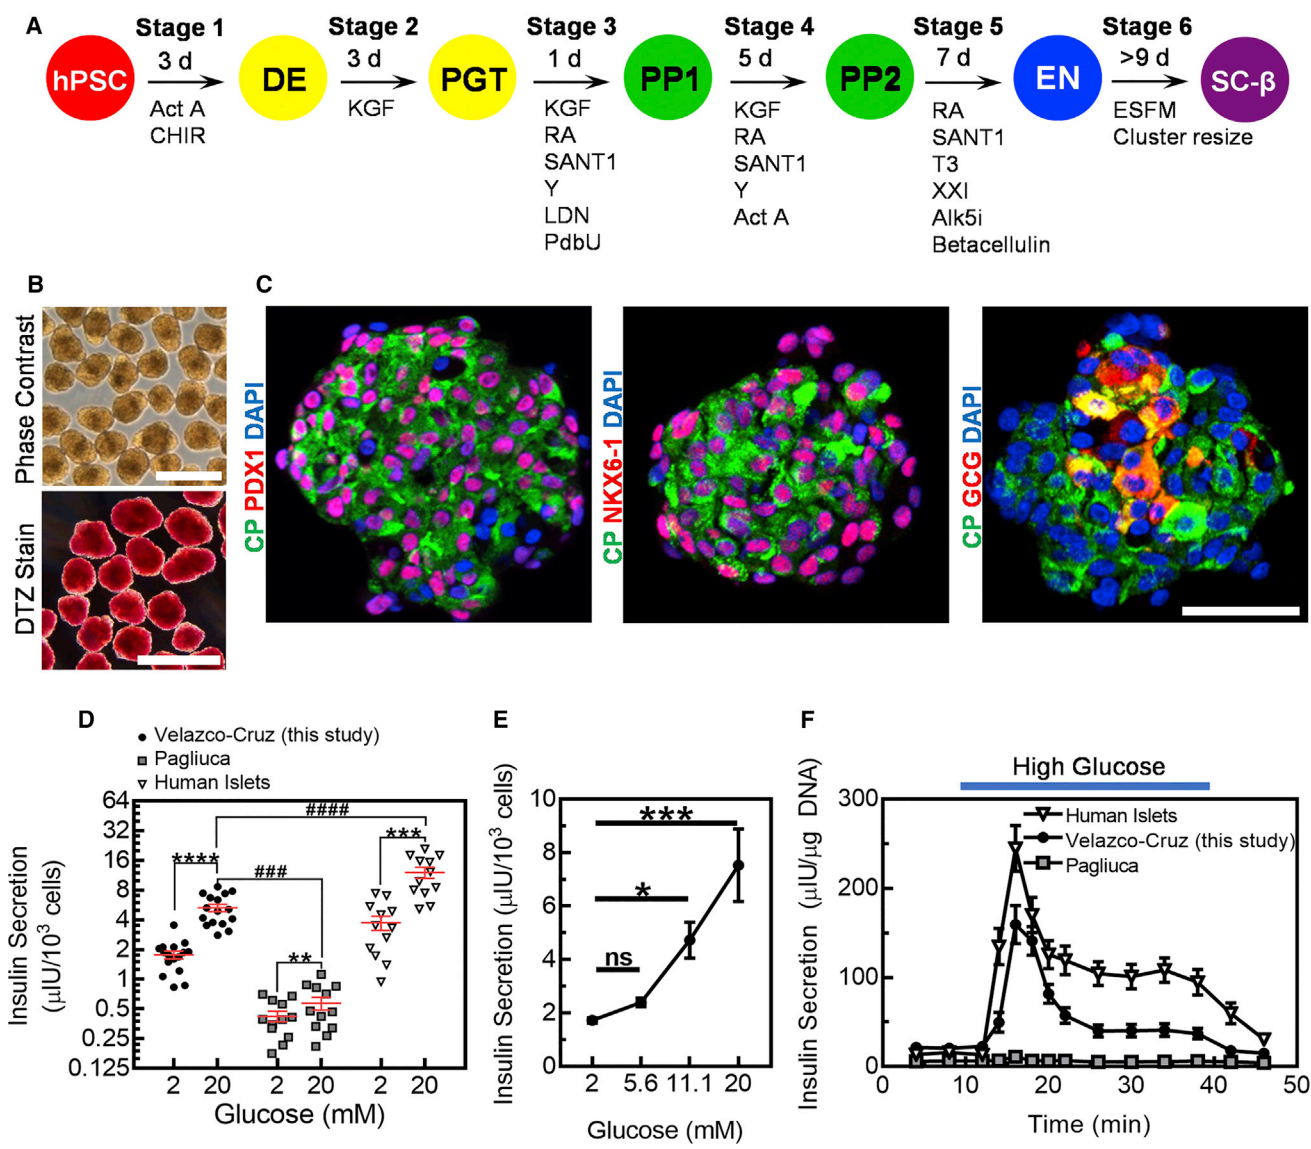 A
Stage 1
Stage 2
Stage 3
Stage 4
Stage 5
Stage 6
hPSC
3 d
DE
3 d
PGT
1 d
PP1
5 d
PP2
7 d
EN
>9 d
SC-β
Act A
CHIR
KGF
KGF
RA
SANT1
Y
LDN
PdbU
KGF
RA
SANT1
Y
Act A
RA
SANT1
T3
XXI
Alk5i
Betacellulin
ESFM
Cluster resize
B
Phase Contrast
DTZ Stain
C
CP PDX1 DAPI
CP NKX6-1 DAPI
CP GCG DAPI
D
Velazco-Cruz (this study)
Pagliuca
Human Islets
Insulin Secretion
(µIU/10³ cells)
64
32
16
8
4
2
1
0.5
0.25
0.125
****
###
####
**
***
2 20 2 20 2 20
Glucose (mM)
E
Insulin Secretion (µIU/10³ cells)
10
8
6
4
2
0
***
*
ns
2 5.6 11.1 20
Glucose (mM)
F
High Glucose
Insulin Secretion (µIU/µg DNA)
300
200
100
0
Human Islets
Velazco-Cruz (this study)
Pagliuca
0 10 20 30 40 50
Time (min)